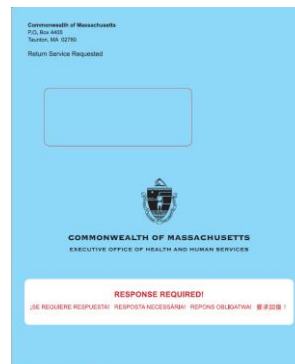 Commonwealth of Massachusetts
P.O. Box 4405
Taunton, MA 02780
Return Service Requested
COMMONWEALTH OF MASSACHUSETTS
EXECUTIVE OFFICE OF HEALTH AND HUMAN SERVICES
RESPONSE REQUIRED!
¡SE REQUIERE RESPUESTA! RESPOSTA NECESSÁRIA! REPONS OBLIGATWA! 要求回復！